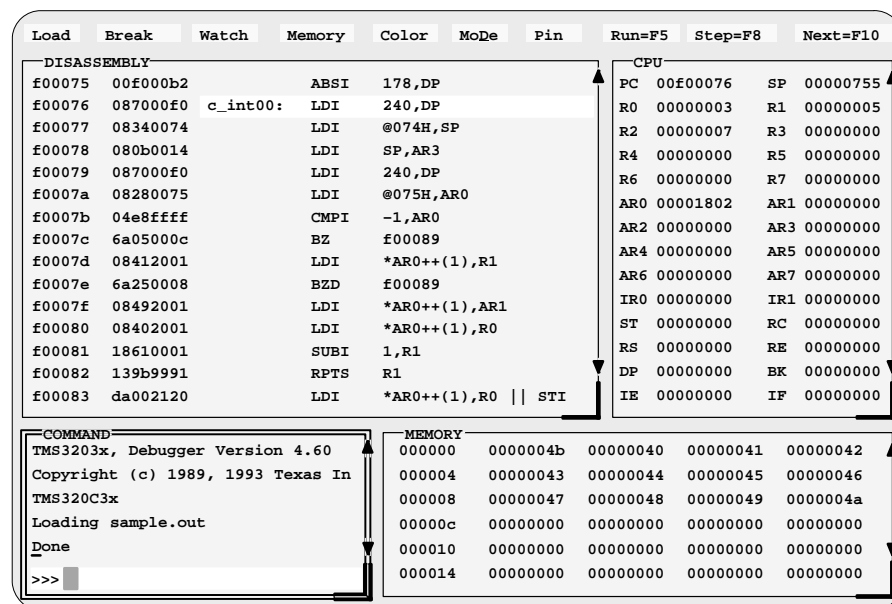 Load Break Watch Memory Color MoDe Pin Run=F5 Step=F8 Next=F10
DISASSEMBLY
f00075 00f000b2 ABSI 178,DP
f00076 087000f0 c_int00: LDI 240,DP
f00077 08340074 LDI @074H,SP
f00078 080b0014 LDI SP,AR3
f00079 087000f0 LDI 240,DP
f0007a 08280075 LDI @075H,AR0
f0007b 04e8ffff CMPI −1,AR0
f0007c 6a05000c BZ f00089
f0007d 08412001 LDI *AR0++(1),R1
f0007e 6a250008 BZD f00089
f0007f 08492001 LDI *AR0++(1),AR1
f00080 08402001 LDI *AR0++(1),R0
f00081 18610001 SUBI 1,R1
f00082 139b9991 RPTS R1
f00083 da002120 LDI *AR0++(1),R0 || STI
CPU
PC 00f00076 SP 00000755
R0 00000003 R1 00000005
R2 00000007 R3 00000000
R4 00000000 R5 00000000
R6 00000000 R7 00000000
AR0 00001802 AR1 00000000
AR2 00000000 AR3 00000000
AR4 00000000 AR5 00000000
AR6 00000000 AR7 00000000
IR0 00000000 IR1 00000000
ST 00000000 RC 00000000
RS 00000000 RE 00000000
DP 00000000 BK 00000000
IE 00000000 IF 00000000
COMMAND
TMS3203x, Debugger Version 4.60
Copyright (c) 1989, 1993 Texas In
TMS320C3x
Loading sample.out
Done
>>>
MEMORY
000000 0000004b 00000040 00000041 00000042
000004 00000043 00000044 00000045 00000046
000008 00000047 00000048 00000049 0000004a
00000c 00000000 00000000 00000000 00000000
000010 00000000 00000000 00000000 00000000
000014 00000000 00000000 00000000 00000000